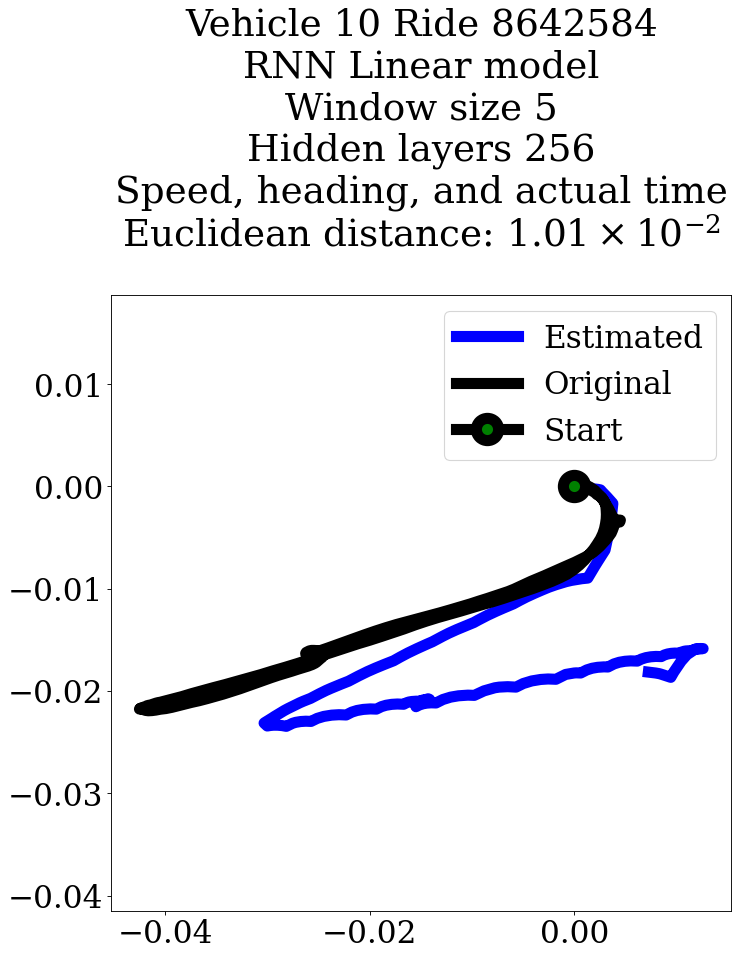 Vehicle 10 Ride 8642584
RNN Linear model
Window size 5
Hidden layers 256
Speed, heading, and actual time
Euclidean distance: 1.01 × 10⁻²
Estimated
Original
Start
0.01
0.00
−0.01
−0.02
−0.03
−0.04
−0.04
−0.02
0.00